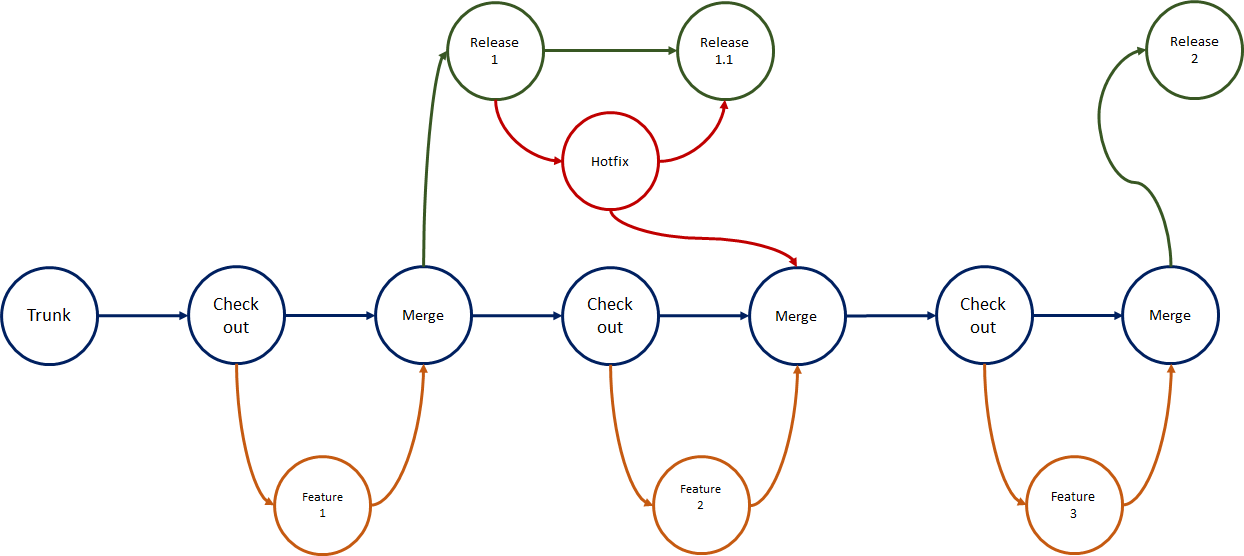 Release
1
Release
1.1
Release
2
Hotfix
Trunk
Check
out
Merge
Check
out
Merge
Check
out
Merge
Feature
1
Feature
2
Feature
3